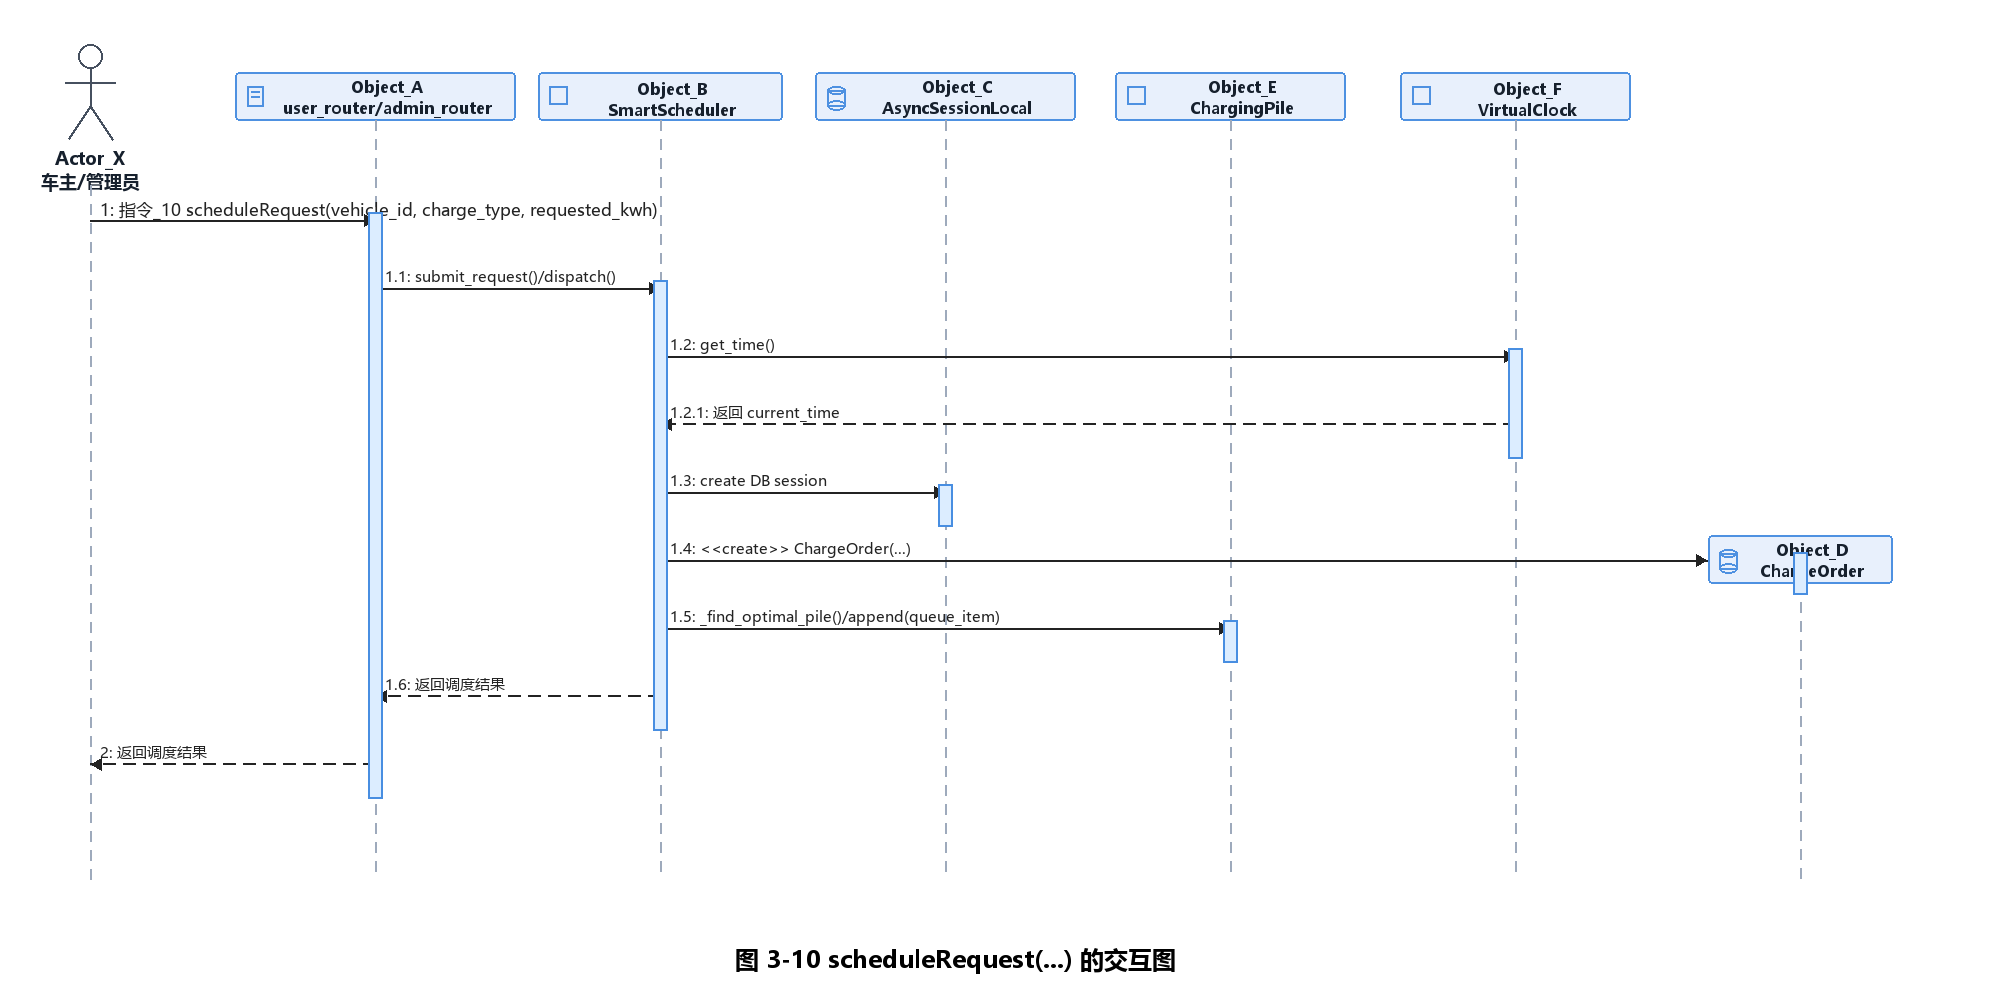 Actor_X
车主/管理员
Object_A
user_router/admin_router
Object_B
SmartScheduler
Object_C
AsyncSessionLocal
Object_E
ChargingPile
Object_F
VirtualClock
1: 指令_10 scheduleRequest(vehicle_id, charge_type, requested_kwh)
1.1: submit_request()/dispatch()
1.2: get_time()
1.2.1: 返回 current_time
1.3: create DB session
1.4: <<create>> ChargeOrder(...)
Object_D
ChargeOrder
1.5: _find_optimal_pile()/append(queue_item)
1.6: 返回调度结果
2: 返回调度结果
图 3-10 scheduleRequest(...) 的交互图